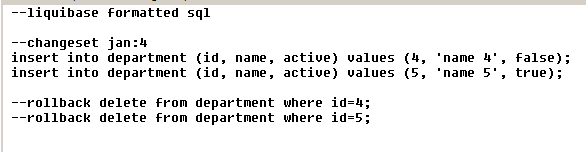 --liquibase formatted sql
--changeset jan:4
insert into department (id, name, active) values (4, 'name 4', false);
insert into department (id, name, active) values (5, 'name 5', true);
--rollback delete from department where id=4;
--rollback delete from department where id=5;